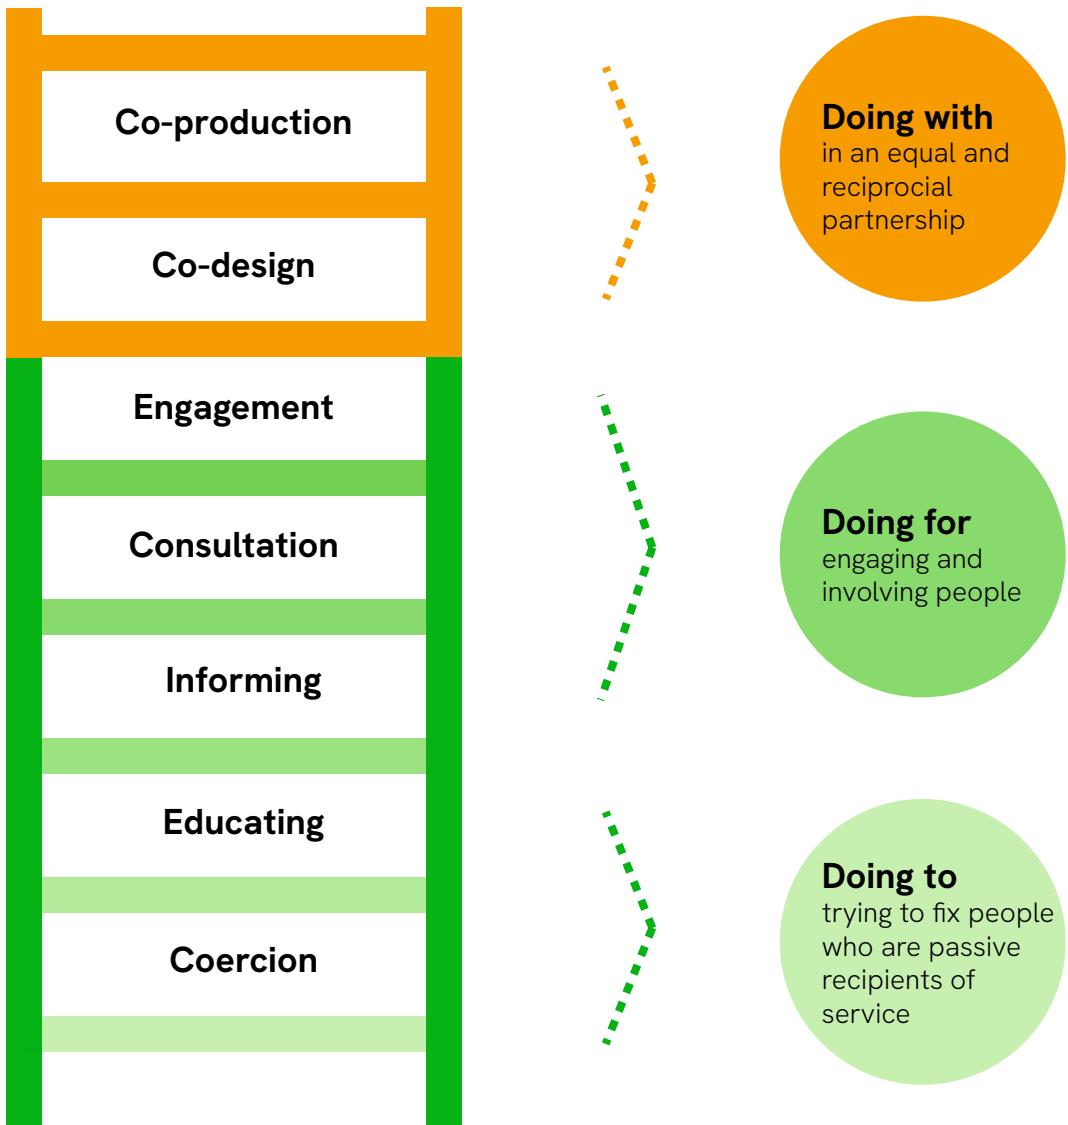 Co-production
Co-design
Engagement
Consultation
Informing
Educating
Coercion
Doing with
in an equal and
reciprocial
partnership
Doing for
engaging and
involving people
Doing to
trying to fix people
who are passive
recipients of
service